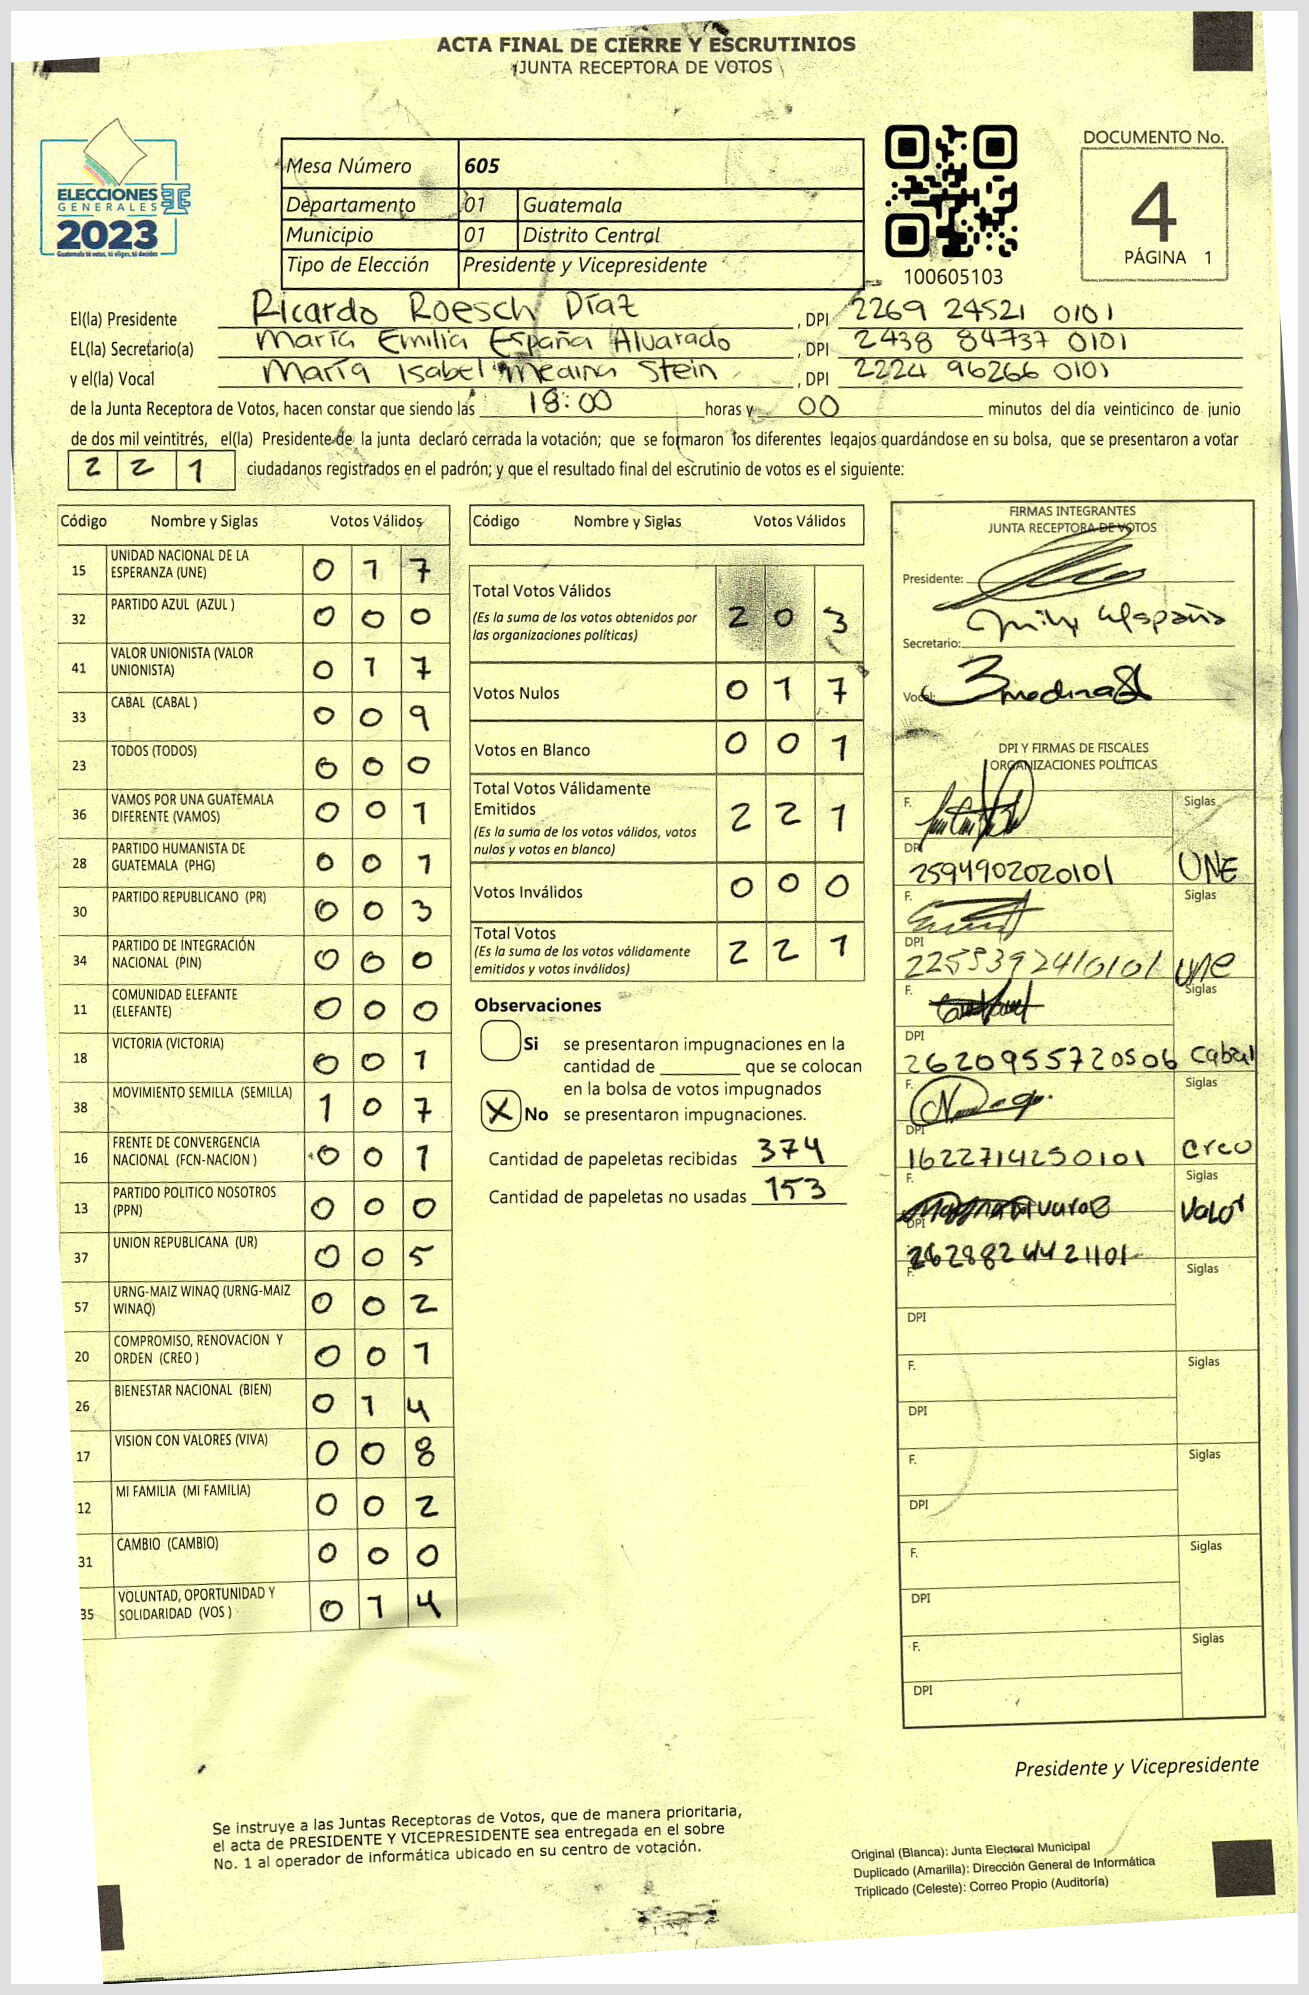 ACTA FINAL DE CIERRE Y ESCRUTINIOS
JUNTA RECEPTORA DE VOTOS
ELECCIONES
GENERALES
2023
Guatemala te votas, tú eliges, tú decides
Mesa Número 605
Departamento 01 Guatemala
Municipio 01 Distrito Central
Tipo de Elección Presidente y Vicepresidente
100605103
DOCUMENTO No.
4
PÁGINA 1
El(la) Presidente Ricardo Roesch Díaz , DPI 2269 24521 0101
EL(la) Secretario(a) María Emilia España Alvarado , DPI 2438 84737 0101
y el(la) Vocal María Isabel Medina Stein , DPI 2224 96266 0101
de la Junta Receptora de Votos, hacen constar que siendo las 18:00 horas y 00 minutos del día veinticinco de junio
de dos mil veintitrés, el(la) Presidente de la junta declaró cerrada la votación; que se formaron los diferentes legajos guardándose en su bolsa, que se presentaron a votar
221 ciudadanos registrados en el padrón; y que el resultado final del escrutinio de votos es el siguiente:
Código Nombre y Siglas Votos Válidos
15 UNIDAD NACIONAL DE LA ESPERANZA (UNE) 0 1 7
32 PARTIDO AZUL (AZUL ) 0 0 0
41 VALOR UNIONISTA (VALOR UNIONISTA) 0 1 7
33 CABAL (CABAL ) 0 0 9
23 TODOS (TODOS) 0 0 0
36 VAMOS POR UNA GUATEMALA DIFERENTE (VAMOS) 0 0 1
28 PARTIDO HUMANISTA DE GUATEMALA (PHG) 0 0 1
30 PARTIDO REPUBLICANO (PR) 0 0 3
34 PARTIDO DE INTEGRACIÓN NACIONAL (PIN) 0 0 0
11 COMUNIDAD ELEFANTE (ELEFANTE) 0 0 0
18 VICTORIA (VICTORIA) 0 0 1
38 MOVIMIENTO SEMILLA (SEMILLA) 1 0 7
16 FRENTE DE CONVERGENCIA NACIONAL (FCN-NACION ) 0 0 1
13 PARTIDO POLITICO NOSOTROS (PPN) 0 0 0
37 UNION REPUBLICANA (UR) 0 0 5
57 URNG-MAIZ WINAQ (URNG-MAIZ WINAQ) 0 0 2
20 COMPROMISO, RENOVACION Y ORDEN (CREO ) 0 0 1
26 BIENESTAR NACIONAL (BIEN) 0 1 4
17 VISION CON VALORES (VIVA) 0 0 8
12 MI FAMILIA (MI FAMILIA) 0 0 2
31 CAMBIO (CAMBIO) 0 0 0
35 VOLUNTAD, OPORTUNIDAD Y SOLIDARIDAD (VOS ) 0 1 4
Código Nombre y Siglas Votos Válidos
Total Votos Válidos 2 0 3
(Es la suma de los votos obtenidos por
las organizaciones políticas)
Votos Nulos 0 1 7
Votos en Blanco 0 0 1
Total Votos Válidamente
Emitidos 2 2 1
(Es la suma de los votos válidos, votos
nulos y votos en blanco)
Votos Inválidos 0 0 0
Total Votos 2 2 1
(Es la suma de los votos válidamente
emitidos y votos inválidos)
Observaciones
Si se presentaron impugnaciones en la
cantidad de ________ que se colocan
en la bolsa de votos impugnados
X No se presentaron impugnaciones.
Cantidad de papeletas recibidas 374
Cantidad de papeletas no usadas 153
FIRMAS INTEGRANTES
JUNTA RECEPTORA DE VOTOS
Presidente:
Secretario: Mily España
Vocal: Medina
DPI Y FIRMAS DE FISCALES
ORGANIZACIONES POLÍTICAS
F. Siglas
DPI 2594902020101 UNE
F. Siglas
DPI 2259392410101 UNE
F. Siglas
DPI 2620955720506 Cabal
F. Siglas
DPI 1622714250101 Creo
F. Siglas
DPI 2628824421101 Valor
F. Siglas
DPI
F. Siglas
DPI
F. Siglas
DPI
F. Siglas
DPI
F. Siglas
DPI
Presidente y Vicepresidente
Se instruye a las Juntas Receptoras de Votos, que de manera prioritaria,
el acta de PRESIDENTE Y VICEPRESIDENTE sea entregada en el sobre
No. 1 al operador de informática ubicado en su centro de votación.
Original (Blanca): Junta Electoral Municipal
Duplicado (Amarilla): Dirección General de Informática
Triplicado (Celeste): Correo Propio (Auditoría)